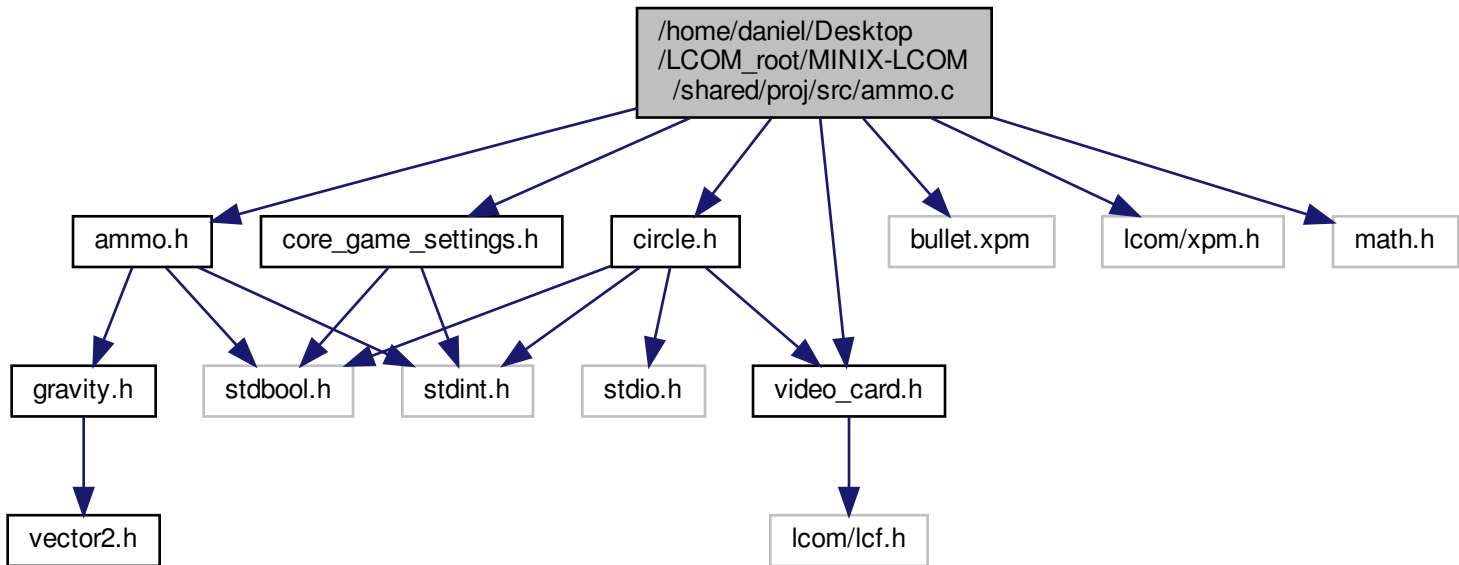 /home/daniel/Desktop
/LCOM_root/MINIX-LCOM
/shared/proj/src/ammo.c
ammo.h
core_game_settings.h
circle.h
bullet.xpm
lcom/xpm.h
math.h
gravity.h
stdbool.h
stdint.h
stdio.h
video_card.h
vector2.h
lcom/lcf.h